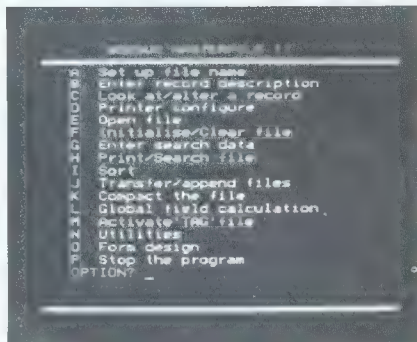 A Set up file name
B Enter record description
C Look at/alter a record
D Printer configure
E Open file
F Initialise/Clear file
G Enter search data
H Print/Search file
I Sort
J Transfer/append files
K Compact the file
L Global field calculation
M Activate TAG file
N Utilities
O Form design
P Stop the program
OPTION? _